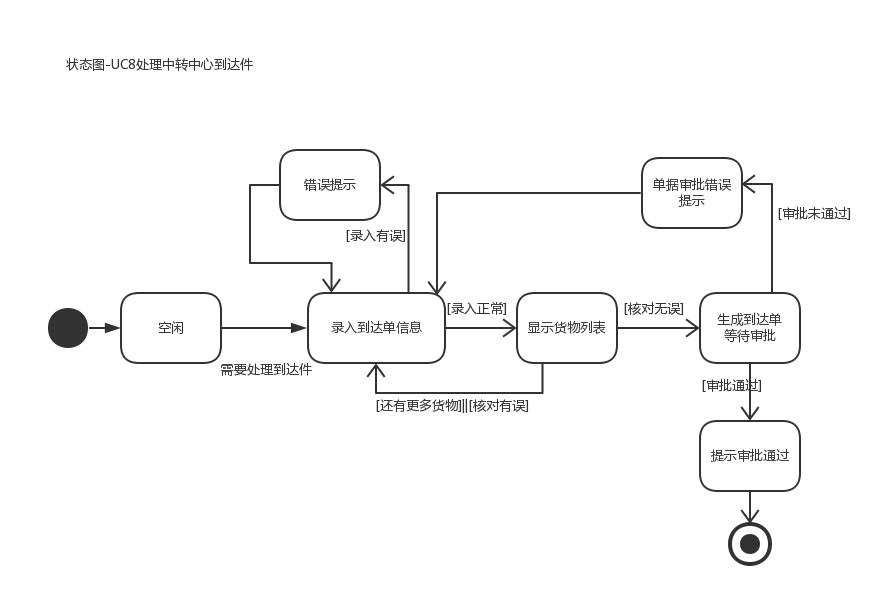 状态图-UC8处理中转中心到达件
错误提示
单据审批错误
提示
[审批未通过]
[录入有误]
[录入正常]
[核对无误]
空闲
录入到达单信息
显示货物列表
生成到达单
等待审批
需要处理到达件
[审批通过]
[还有更多货物]||[核对有误]
提示审批通过